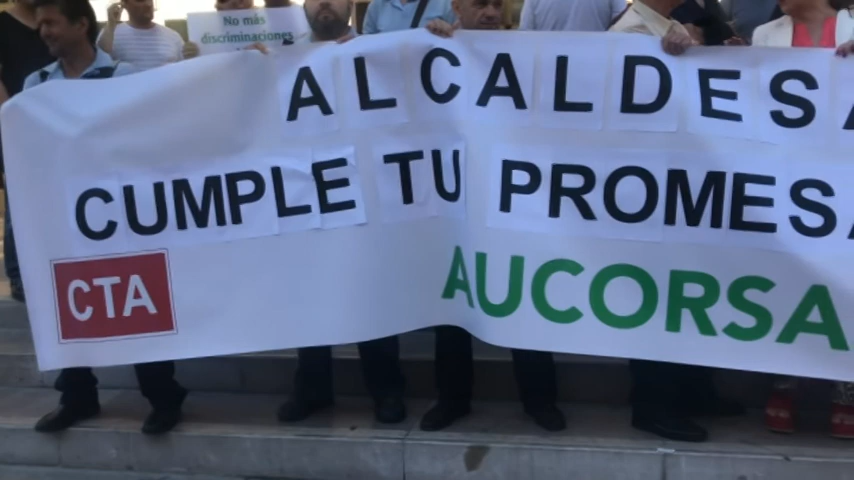 No más
discriminaciones
ALCALDESA
CUMPLE TU PROMESA
CTA
AUCORSA